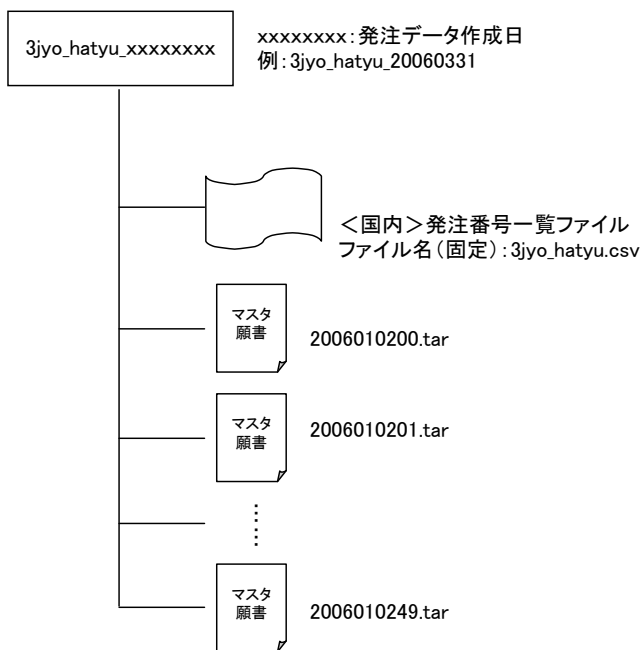 3jyo_hatyu_xxxxxxxx
xxxxxxxx:発注データ作成日
例:3jyo_hatyu_20060331
<国内>発注番号一覧ファイル
ファイル名(固定):3jyo_hatyu.csv
マスタ
願書
2006010200.tar
マスタ
願書
2006010201.tar
マスタ
願書
2006010249.tar